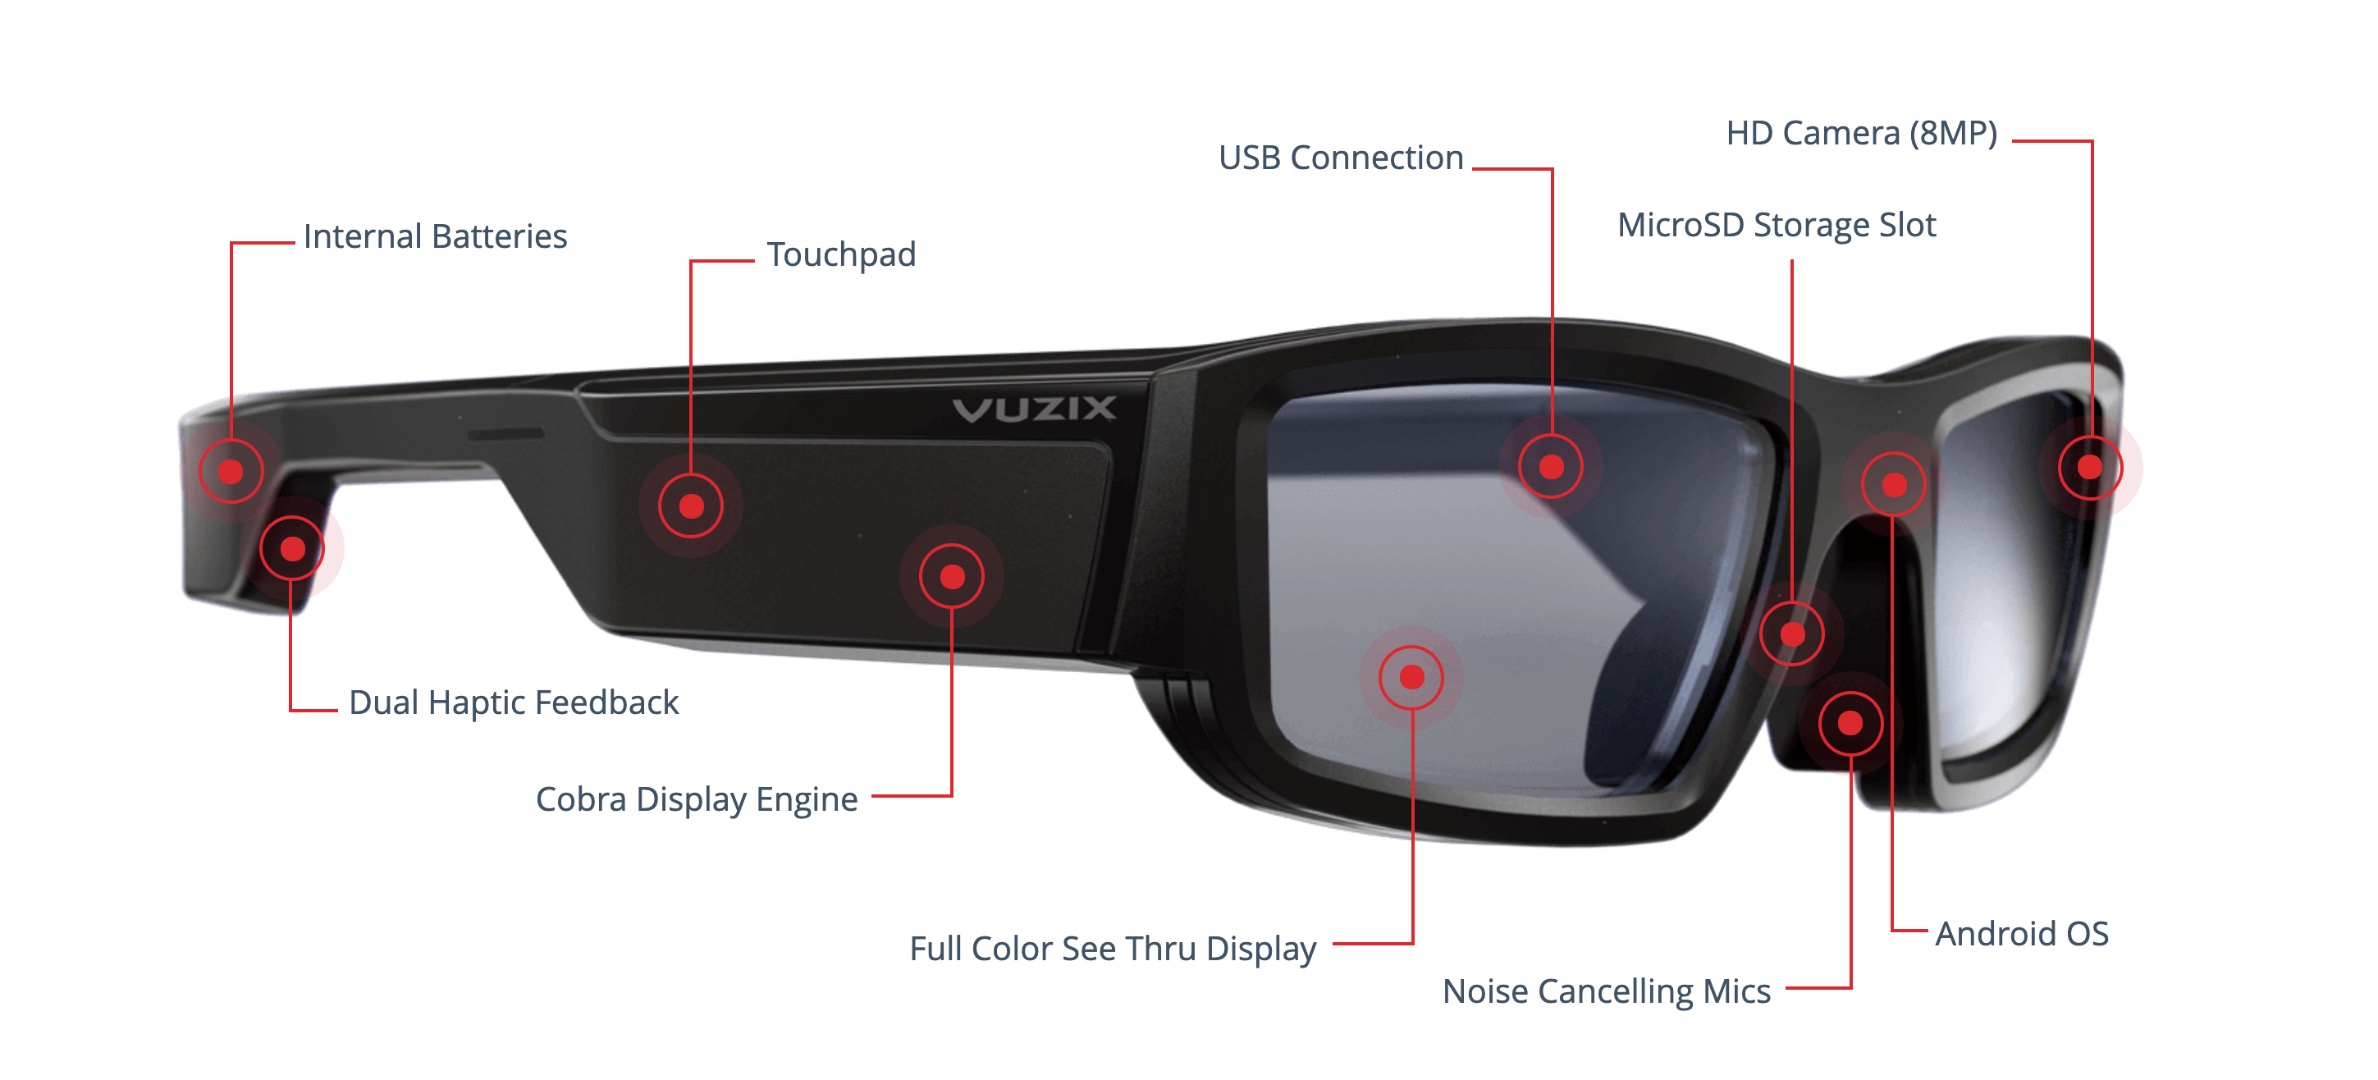 HD Camera (8MP)
USB Connection
MicroSD Storage Slot
Internal Batteries
Touchpad
VUZIX
Dual Haptic Feedback
Cobra Display Engine
Full Color See Thru Display
Android OS
Noise Cancelling Mics